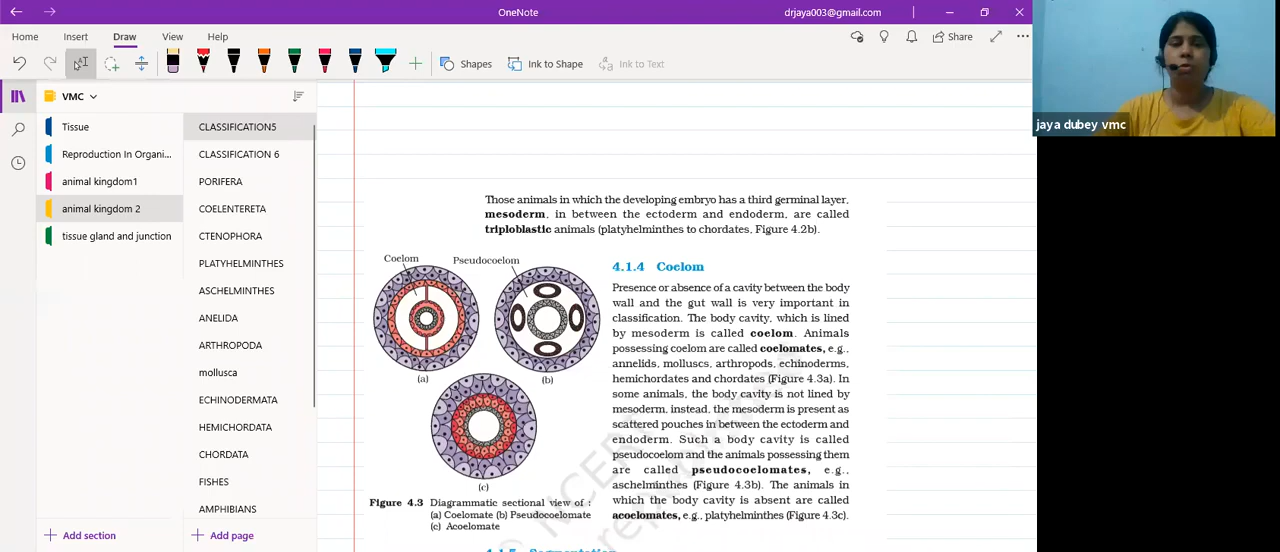 OneNote
drjaya003@gmail.com
Home
Insert
Draw
View
Help
Share
Shapes
Ink to Shape
Ink to Text
VMC
Tissue
Reproduction In Organi...
animal kingdom1
animal kingdom 2
tissue gland and junction
Add section
CLASSIFICATION5
CLASSIFICATION 6
PORIFERA
COELENTERETA
CTENOPHORA
PLATYHELMINTHES
ASCHELMINTHES
ANELIDA
ARTHROPODA
mollusca
ECHINODERMATA
HEMICHORDATA
CHORDATA
FISHES
AMPHIBIANS
Add page
Those animals in which the developing embryo has a third germinal layer,
mesoderm, in between the ectoderm and endoderm, are called
triploblastic animals (platyhelminthes to chordates, Figure 4.2b).
Coelom
Pseudocoelom
(a)
(b)
(c)
Figure 4.3 Diagrammatic sectional view of :
(a) Coelomate (b) Pseudocoelomate
(c) Acoelomate
4.1.4 Coelom
Presence or absence of a cavity between the body
wall and the gut wall is very important in
classification. The body cavity, which is lined
by mesoderm is called coelom. Animals
possessing coelom are called coelomates, e.g.,
annelids, molluscs, arthropods, echinoderms,
hemichordates and chordates (Figure 4.3a). In
some animals, the body cavity is not lined by
mesoderm, instead, the mesoderm is present as
scattered pouches in between the ectoderm and
endoderm. Such a body cavity is called
pseudocoelom and the animals possessing them
are called pseudocoelomates, e.g.,
aschelminthes (Figure 4.3b). The animals in
which the body cavity is absent are called
acoelomates, e.g., platyhelminthes (Figure 4.3c).
4.1.5 Segmentation
jaya dubey vmc